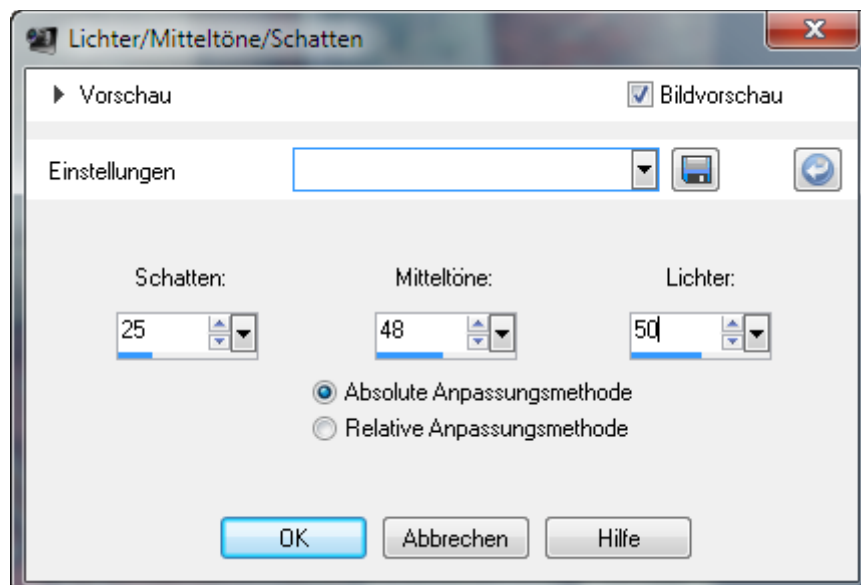 Lichter/Mitteltöne/Schatten
Vorschau
Bildvorschau
Einstellungen
Schatten:
Mitteltöne:
Lichter:
25
48
50
Absolute Anpassungsmethode
Relative Anpassungsmethode
OK
Abbrechen
Hilfe